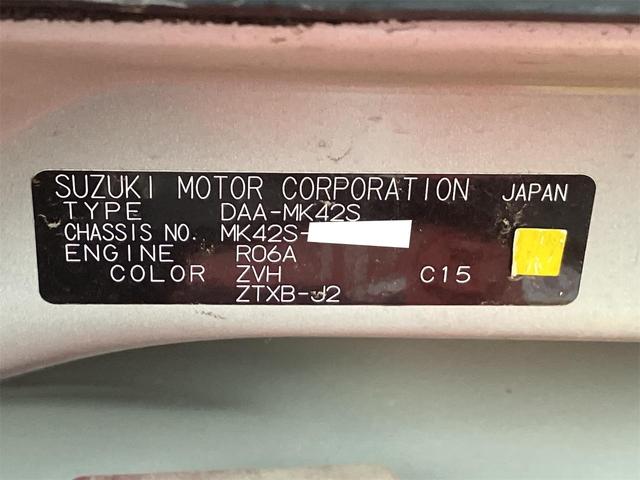 SUZUKI MOTOR CORPORATION JAPAN
TYPE DAA-MK42S
CHASSIS NO. MK42S-
ENGINE R06A
COLOR ZVH C15
ZTXB-J2